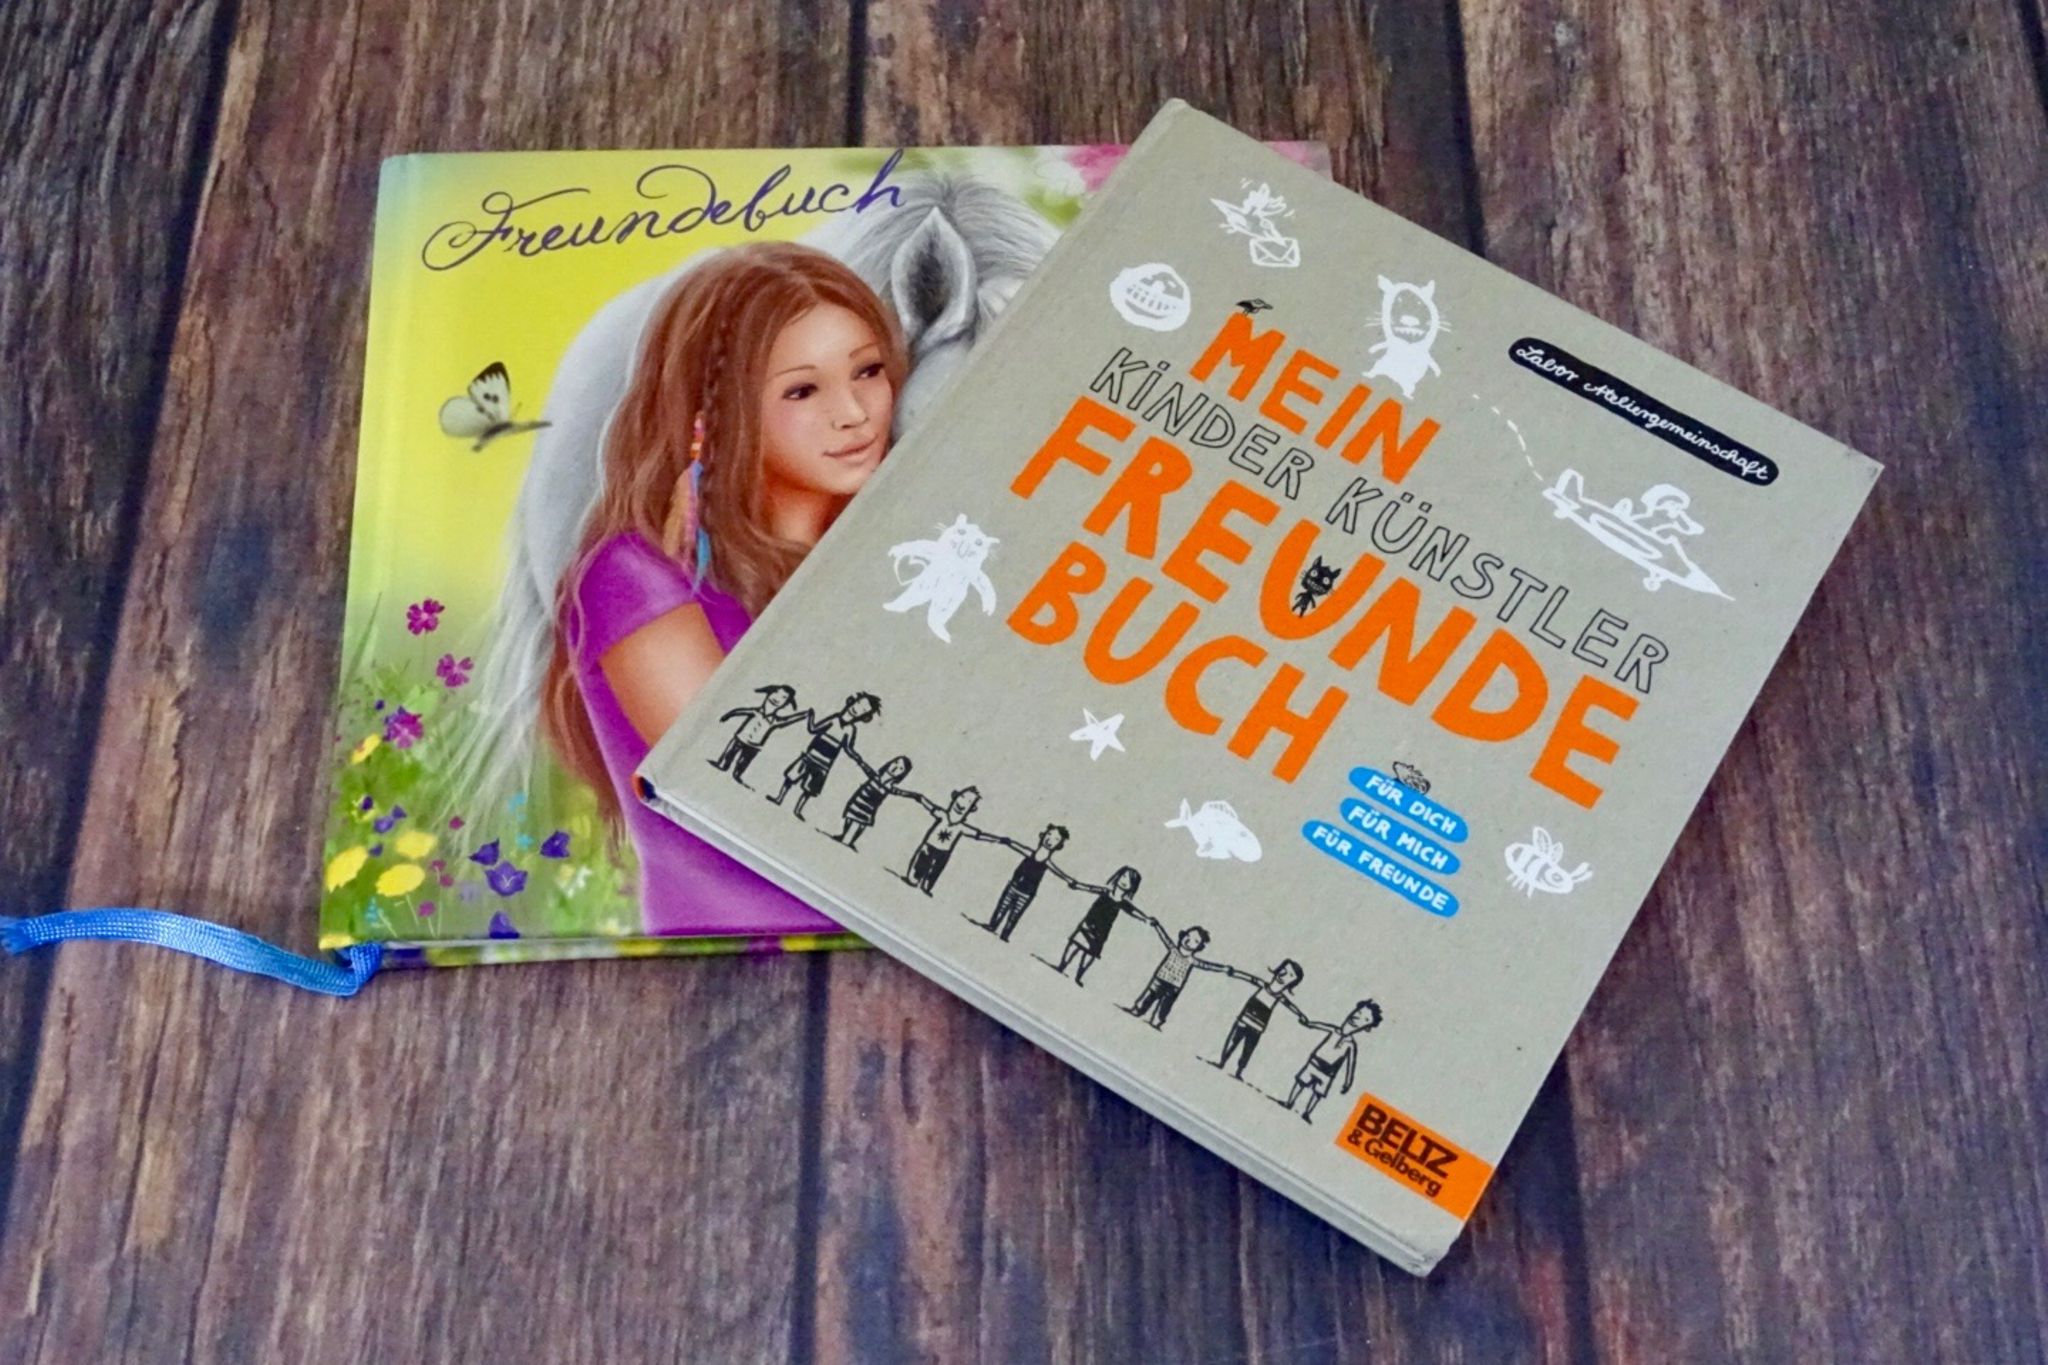 Freundebuch
Labor Ateliergemeinschaft
MEIN
KINDER KÜNSTLER
FREUNDE
BUCH
FÜR DICH
FÜR MICH
FÜR FREUNDE
BELTZ
& Gelberg